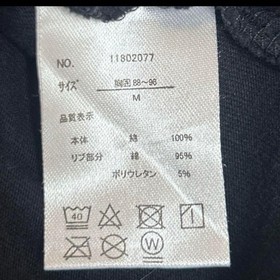 NO. 11802077
サイズ 胸囲 88～96
M
品質表示
本体 綿 100%
リブ部分 綿 95%
ポリウレタン 5%
40
W